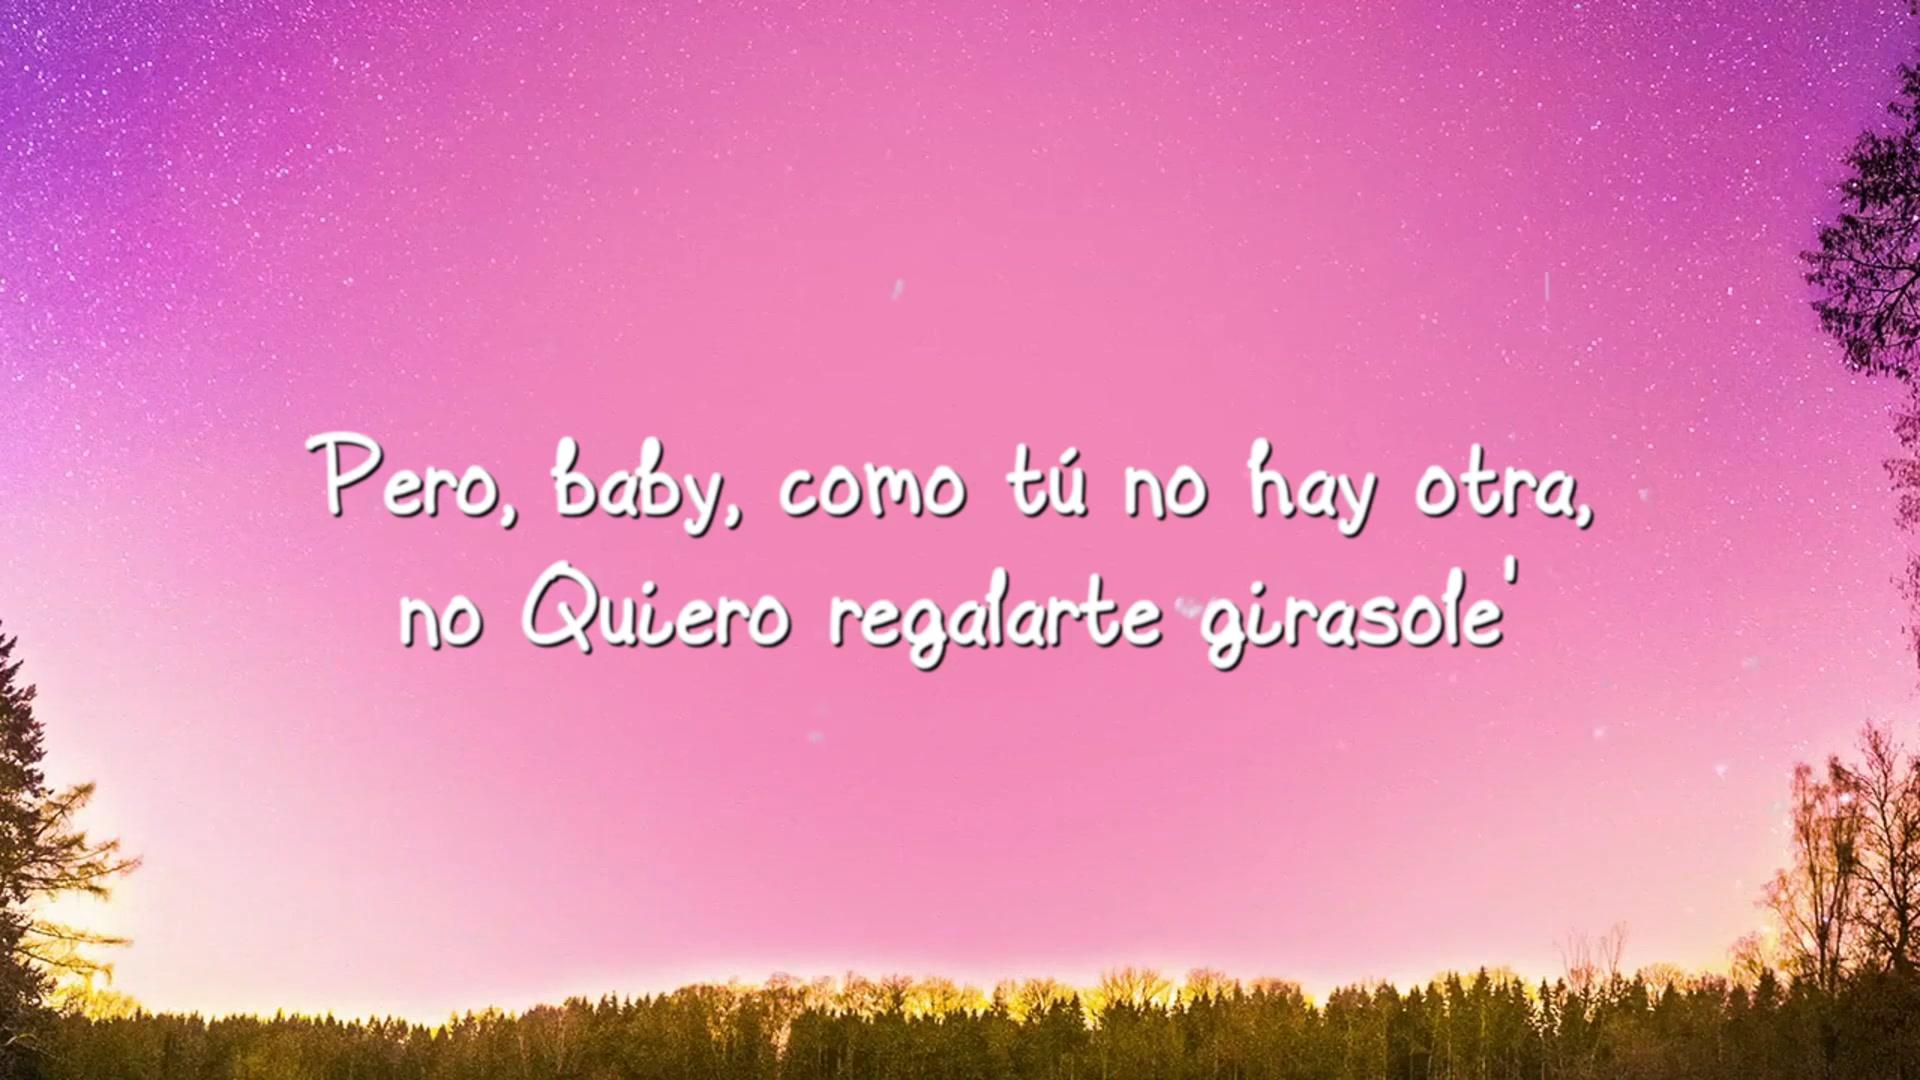 Pero, baby, como tú no hay otra,
no Quiero regalarte girasole'